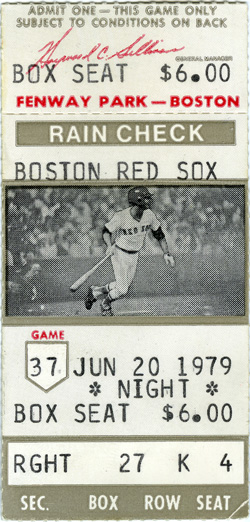 ADMIT ONE — THIS GAME ONLY
SUBJECT TO CONDITIONS ON BACK
Haywood C. Sullivan
GENERAL MANAGER
BOX SEAT $6.00
FENWAY PARK — BOSTON
RAIN CHECK
BOSTON RED SOX
GAME
37 JUN 20 1979
* NIGHT *
BOX SEAT $6.00
RGHT 27 K 4
SEC. BOX ROW SEAT